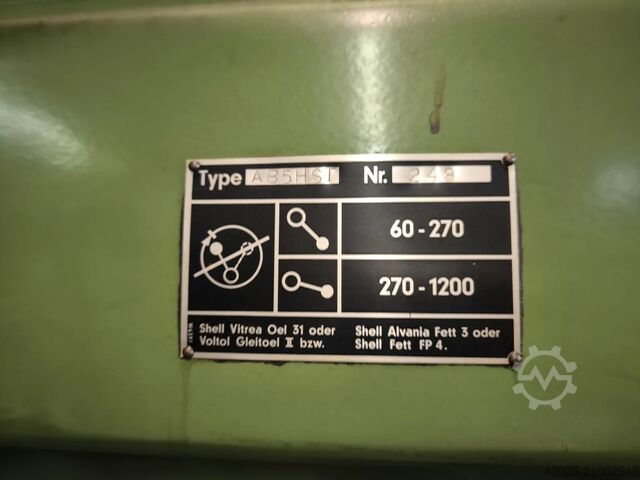 Type AB5HS1 Nr. 248
60-270
270-1200
Shell Vitrea Oel 31 oder
Voltol Gleitoel II bzw.
Shell Alvania Fett 3 oder
Shell Fett FP 4.